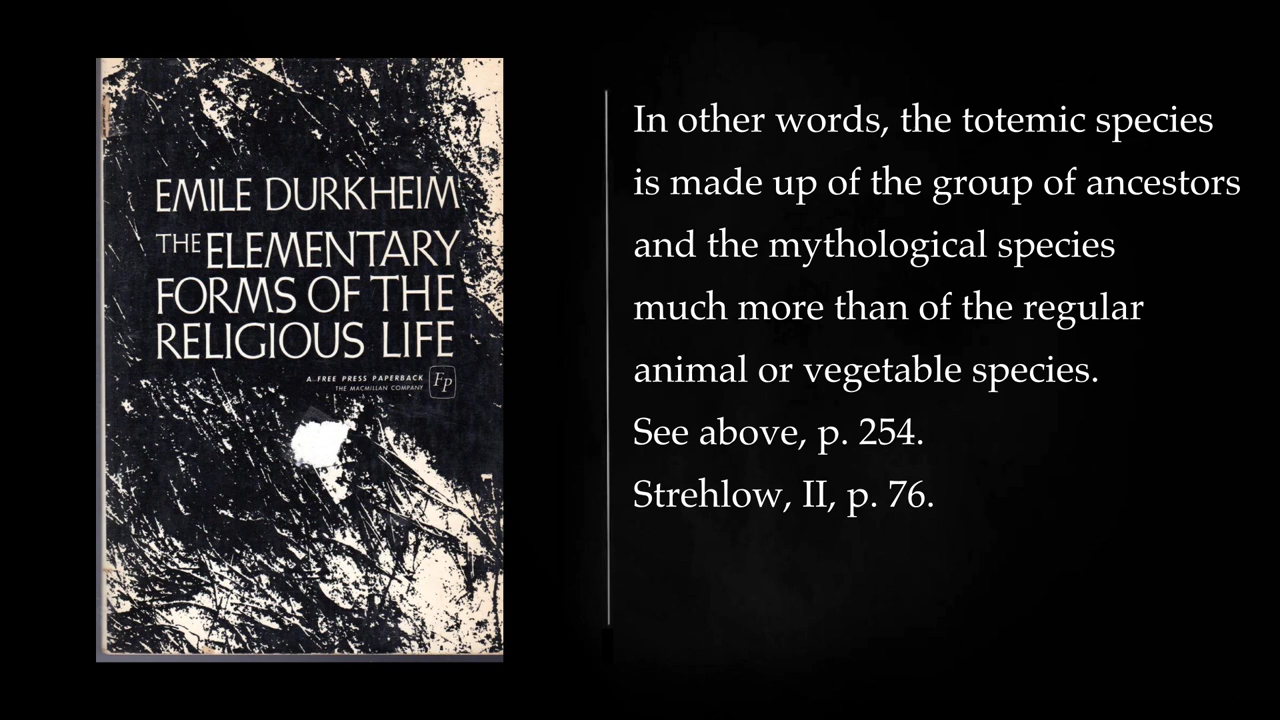 EMILE DURKHEIM
THE ELEMENTARY
FORMS OF THE
RELIGIOUS LIFE
A FREE PRESS PAPERBACK
THE MACMILLAN COMPANY
Fp
In other words, the totemic species
is made up of the group of ancestors
and the mythological species
much more than of the regular
animal or vegetable species.
See above, p. 254.
Strehlow, II, p. 76.